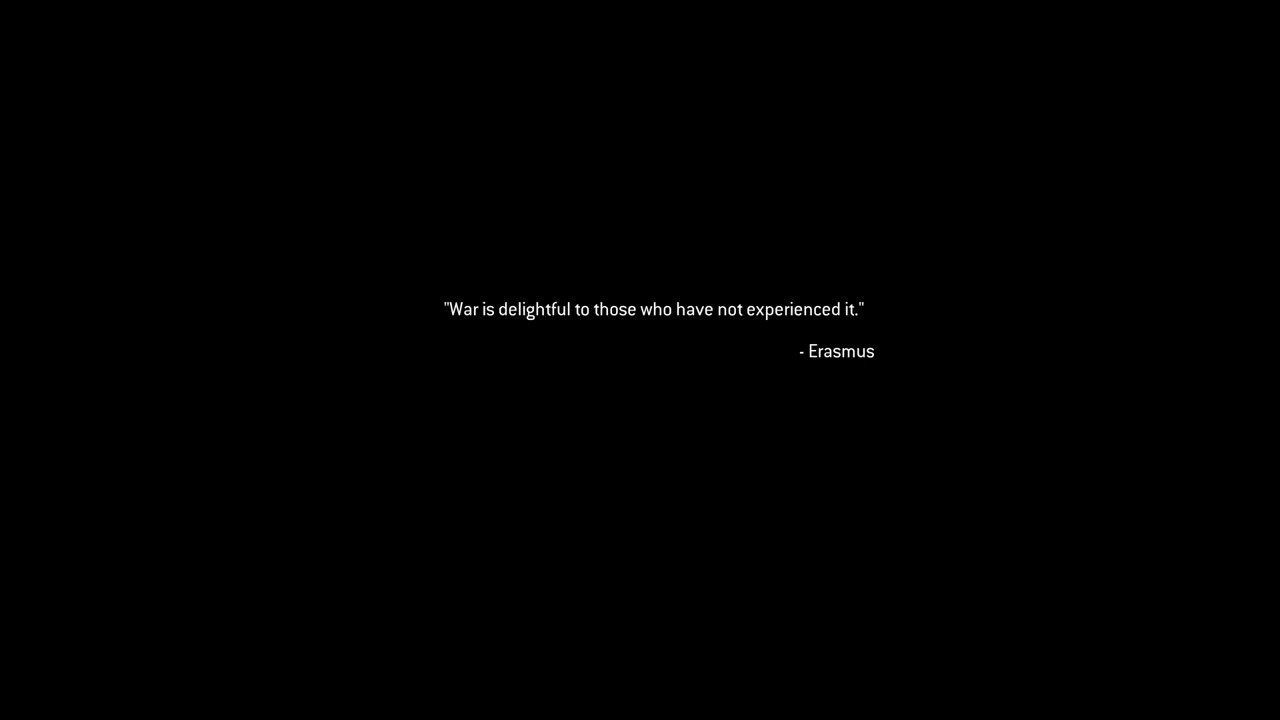 "War is delightful to those who have not experienced it."
- Erasmus